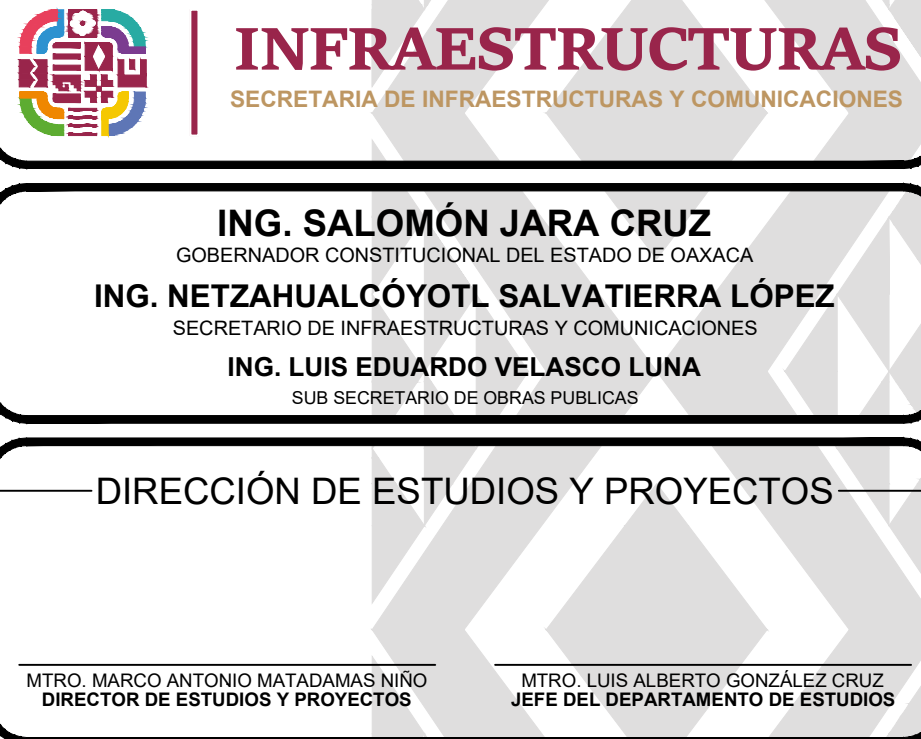 INFRAESTRUCTURAS
SECRETARIA DE INFRAESTRUCTURAS Y COMUNICACIONES
ING. SALOMÓN JARA CRUZ
GOBERNADOR CONSTITUCIONAL DEL ESTADO DE OAXACA
ING. NETZAHUALCÓYOTL SALVATIERRA LÓPEZ
SECRETARIO DE INFRAESTRUCTURAS Y COMUNICACIONES
ING. LUIS EDUARDO VELASCO LUNA
SUB SECRETARIO DE OBRAS PUBLICAS
DIRECCIÓN DE ESTUDIOS Y PROYECTOS
MTRO. MARCO ANTONIO MATADAMAS NIÑO
DIRECTOR DE ESTUDIOS Y PROYECTOS
MTRO. LUIS ALBERTO GONZÁLEZ CRUZ
JEFE DEL DEPARTAMENTO DE ESTUDIOS